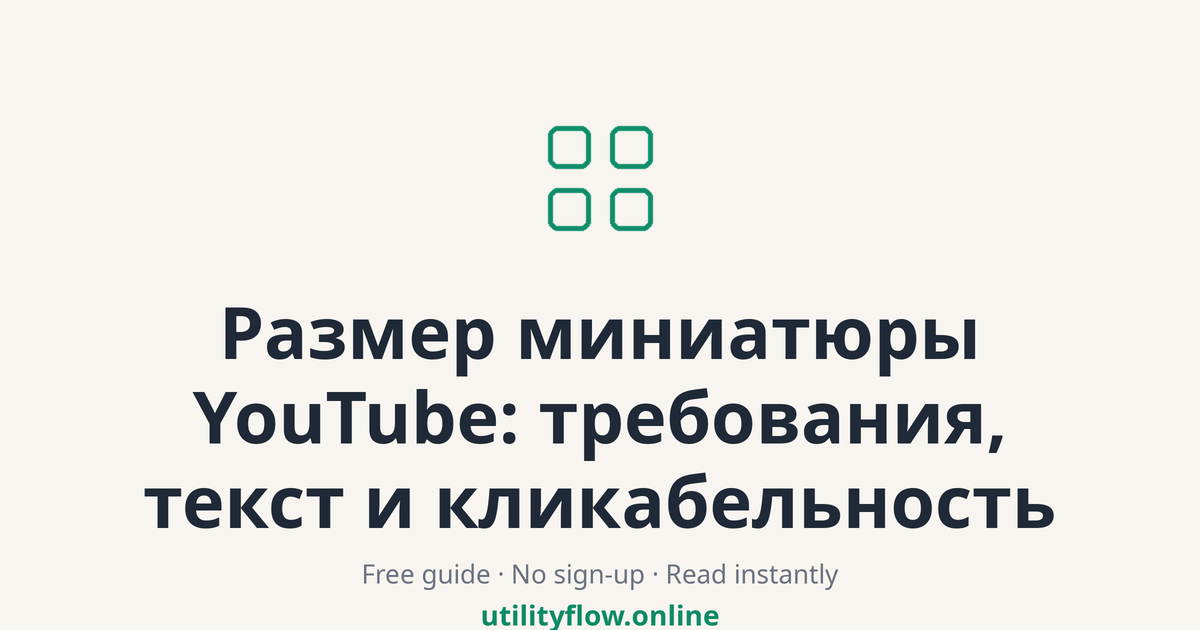 Размер миниатюры
YouTube: требования,
текст и кликабельность
Free guide · No sign-up · Read instantly
utilityflow.online